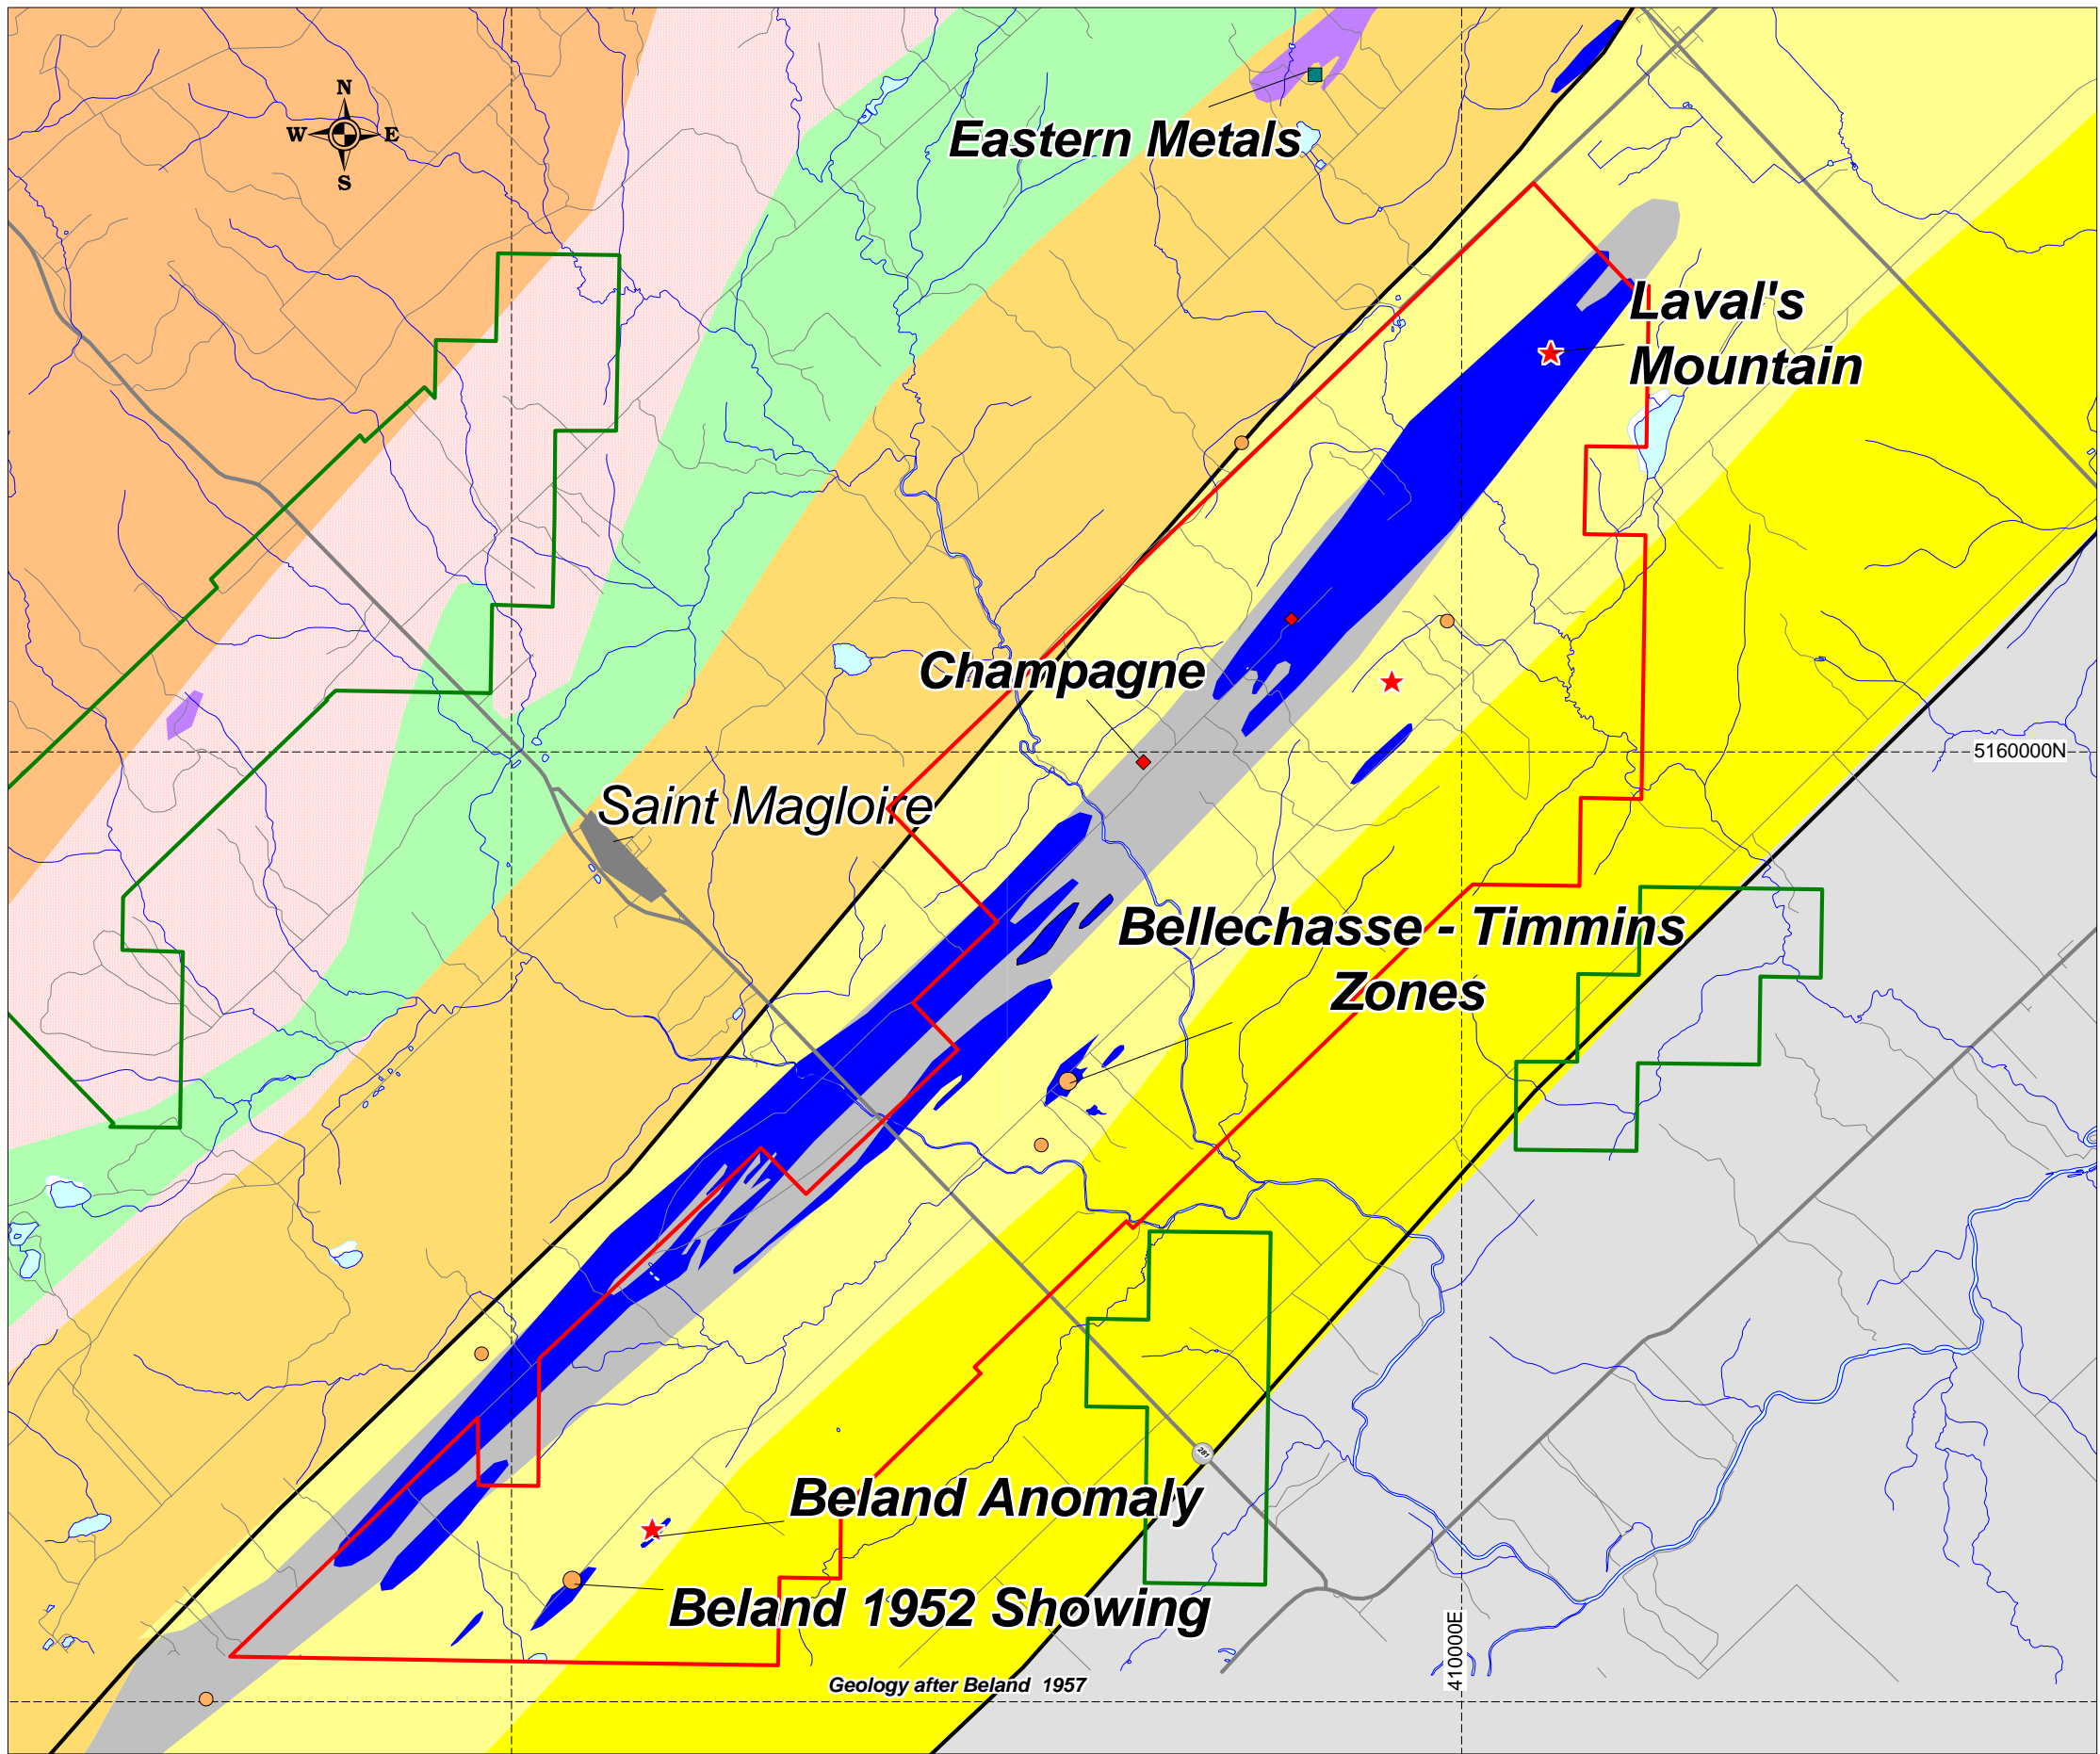 N
W E
S
Eastern Metals
Laval's
Mountain
Champagne
5160000N
Saint Magloire
Bellechasse - Timmins
Zones
281
Beland Anomaly
Beland 1952 Showing
410000E
Geology after Beland 1957